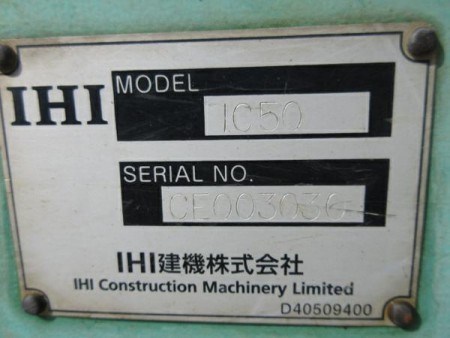 IHI
MODEL
IC50
SERIAL NO.
CE003036
IHI建機株式会社
IHI Construction Machinery Limited
D40509400